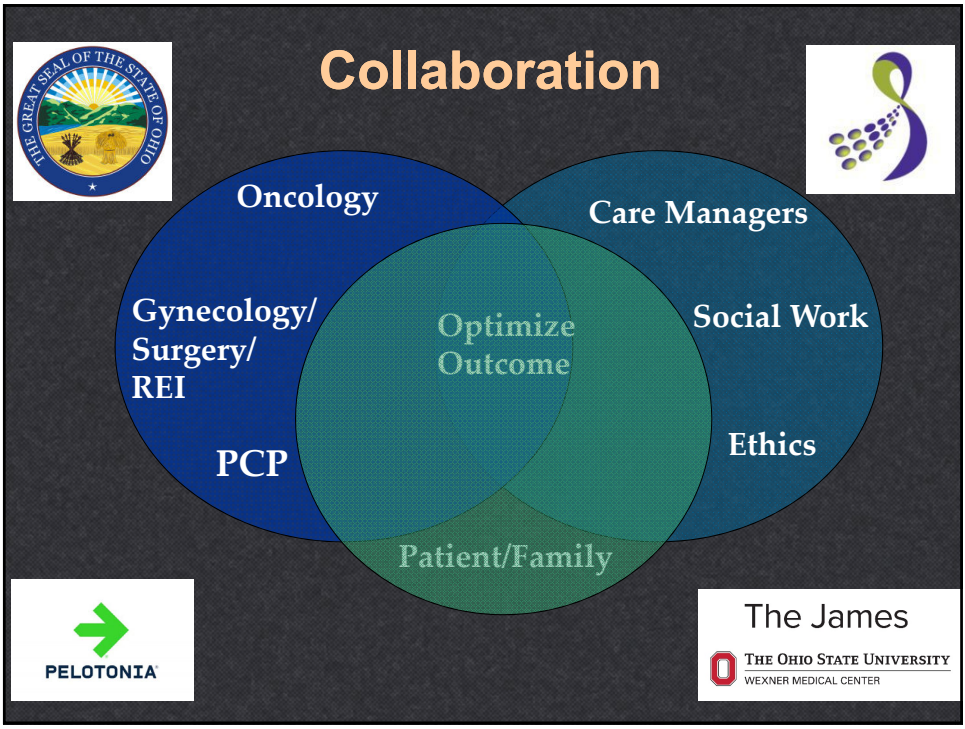 Collaboration
THE GREAT SEAL OF THE STATE OF OHIO
Oncology
Care Managers
Gynecology/
Surgery/
REI
Optimize
Outcome
Social Work
PCP
Ethics
Patient/Family
PELOTONIA
The James
THE OHIO STATE UNIVERSITY
WEXNER MEDICAL CENTER